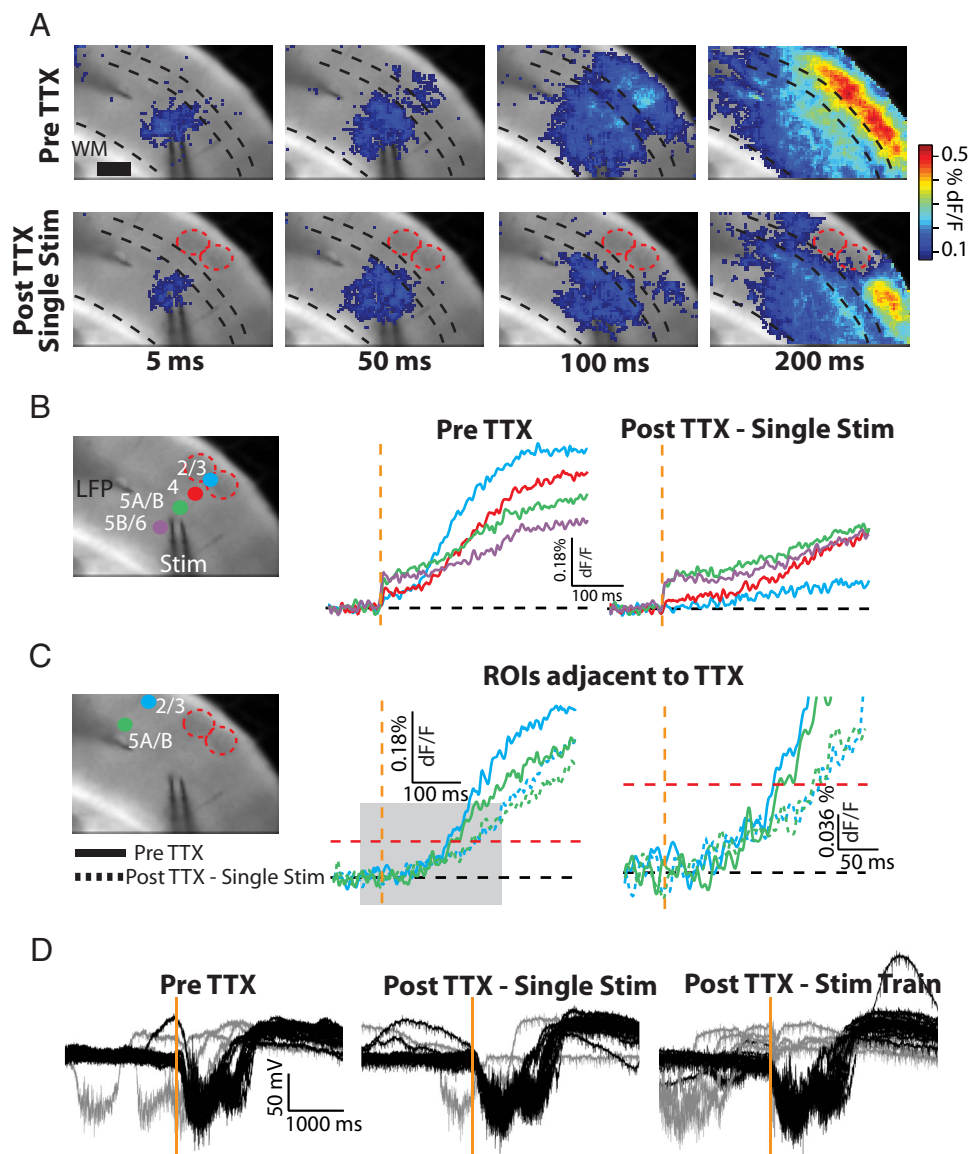 A
Pre TTX
WM
Post TTX
Single Stim
5 ms
50 ms
100 ms
200 ms
0.5
0.1
% dF/F
B
LFP
2/3
4
5A/B
5B/6
Stim
Pre TTX
0.18%
dF/F
100 ms
Post TTX - Single Stim
C
2/3
5A/B
Pre TTX
Post TTX - Single Stim
ROIs adjacent to TTX
0.18%
dF/F
100 ms
0.036 %
dF/F
50 ms
D
Pre TTX
50 mV
1000 ms
Post TTX - Single Stim
Post TTX - Stim Train